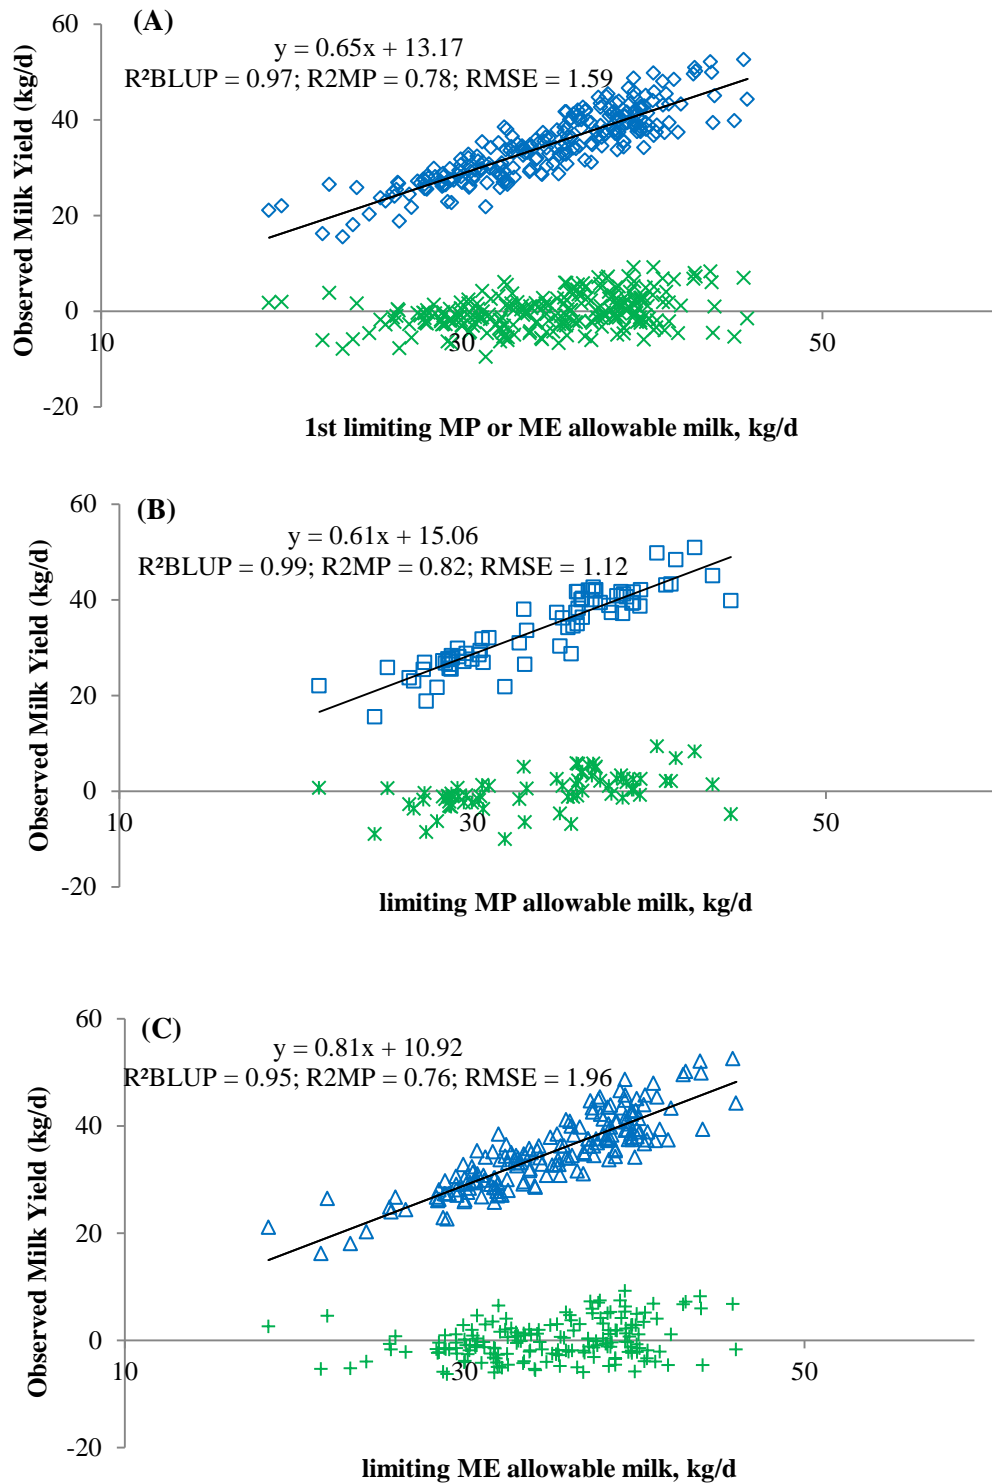 (A)
y = 0.65x + 13.17
R²BLUP = 0.97; R2MP = 0.78; RMSE = 1.59
Observed Milk Yield (kg/d)
60
40
20
0
-20
10
30
50
1st limiting MP or ME allowable milk, kg/d
(B)
y = 0.61x + 15.06
R²BLUP = 0.99; R2MP = 0.82; RMSE = 1.12
Observed Milk Yield (kg/d)
60
40
20
0
-20
10
30
50
limiting MP allowable milk, kg/d
(C)
y = 0.81x + 10.92
R²BLUP = 0.95; R2MP = 0.76; RMSE = 1.96
Observed Milk Yield (kg/d)
60
40
20
0
-20
10
30
50
limiting ME allowable milk, kg/d